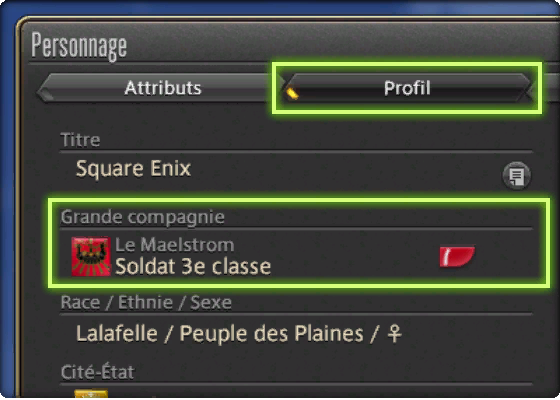 Personnage
Attributs
Profil
Titre
Square Enix
Grande compagnie
Le Maelstrom
Soldat 3e classe
Race / Ethnie / Sexe
Lalafelle / Peuple des Plaines / ♀
Cité-État